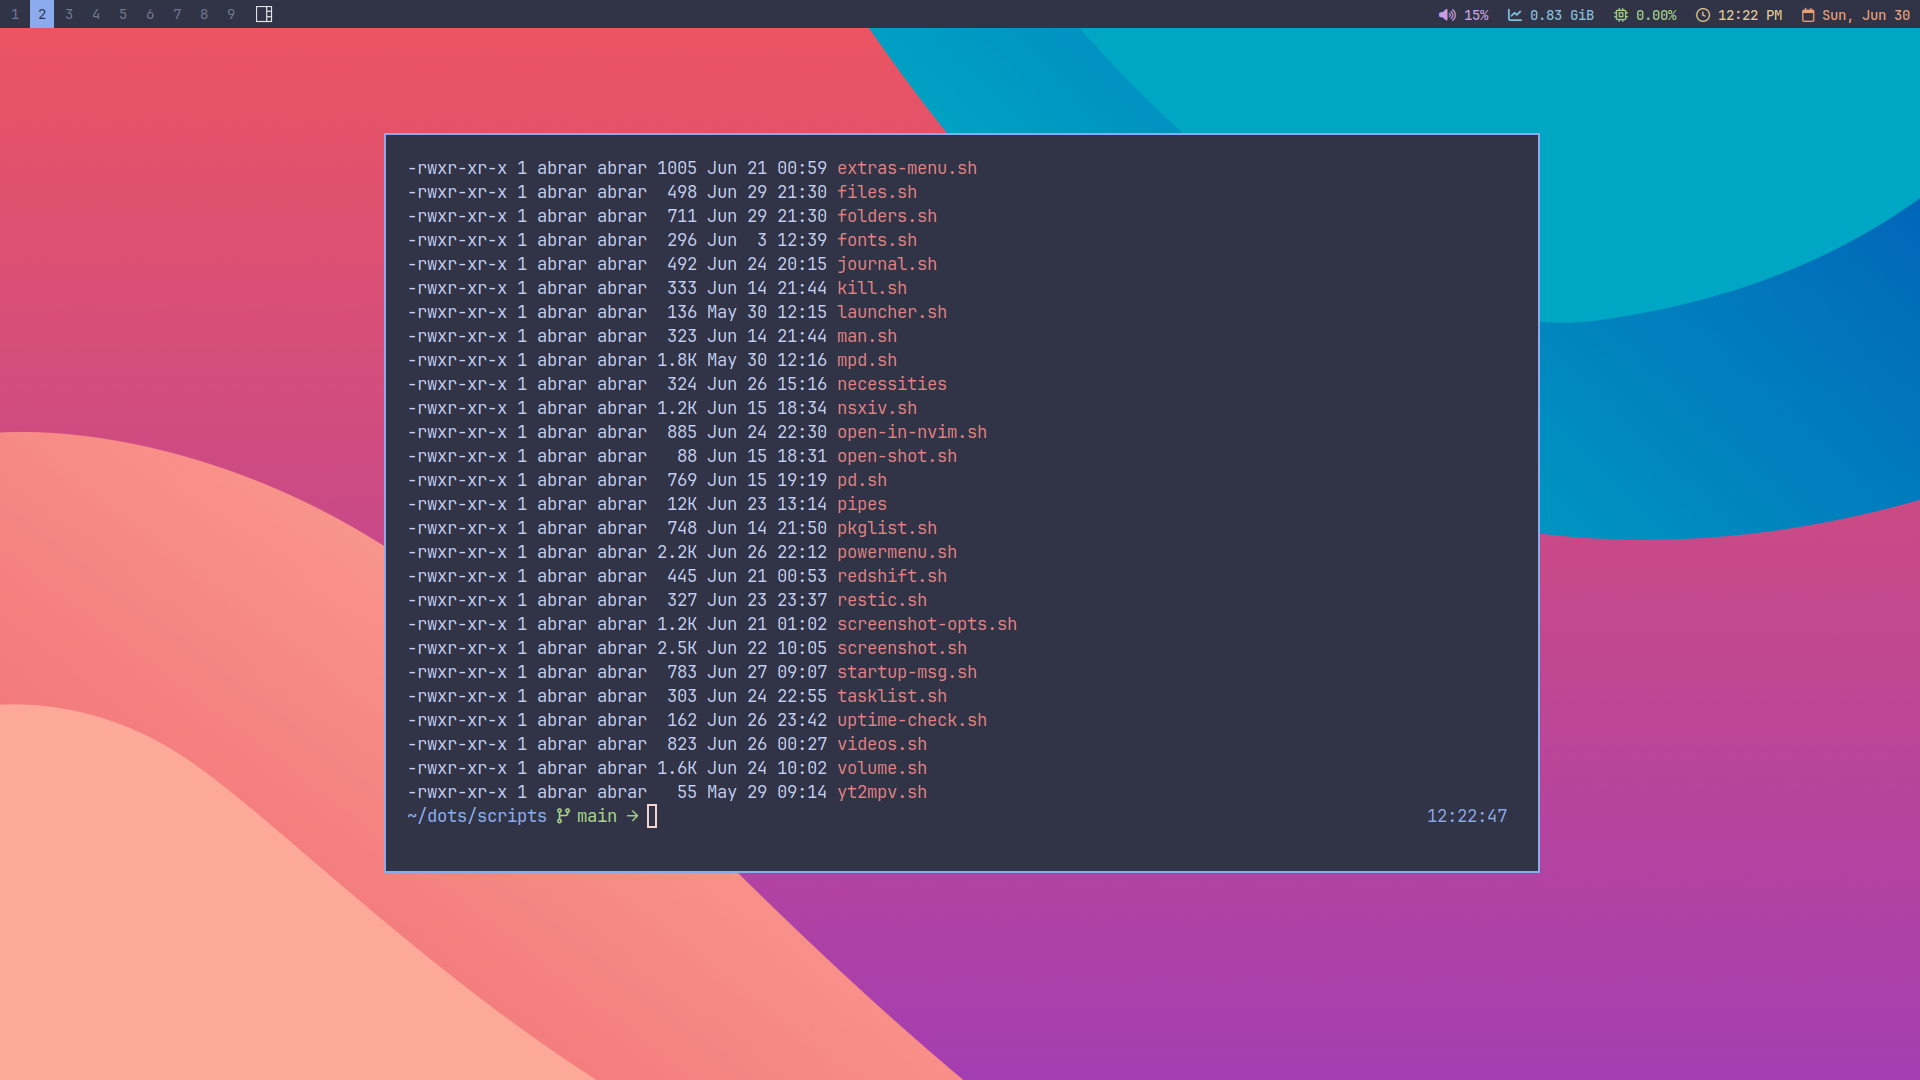 1 2 3 4 5 6 7 8 9 15% 0.83 GiB 0.00% 12:22 PM Sun, Jun 30
-rwxr-xr-x 1 abrar abrar 1005 Jun 21 00:59 extras-menu.sh
-rwxr-xr-x 1 abrar abrar  498 Jun 29 21:30 files.sh
-rwxr-xr-x 1 abrar abrar  711 Jun 29 21:30 folders.sh
-rwxr-xr-x 1 abrar abrar  296 Jun  3 12:39 fonts.sh
-rwxr-xr-x 1 abrar abrar  492 Jun 24 20:15 journal.sh
-rwxr-xr-x 1 abrar abrar  333 Jun 14 21:44 kill.sh
-rwxr-xr-x 1 abrar abrar  136 May 30 12:15 launcher.sh
-rwxr-xr-x 1 abrar abrar  323 Jun 14 21:44 man.sh
-rwxr-xr-x 1 abrar abrar 1.8K May 30 12:16 mpd.sh
-rwxr-xr-x 1 abrar abrar  324 Jun 26 15:16 necessities
-rwxr-xr-x 1 abrar abrar 1.2K Jun 15 18:34 nsxiv.sh
-rwxr-xr-x 1 abrar abrar  885 Jun 24 22:30 open-in-nvim.sh
-rwxr-xr-x 1 abrar abrar   88 Jun 15 18:31 open-shot.sh
-rwxr-xr-x 1 abrar abrar  769 Jun 15 19:19 pd.sh
-rwxr-xr-x 1 abrar abrar  12K Jun 23 13:14 pipes
-rwxr-xr-x 1 abrar abrar  748 Jun 14 21:50 pkglist.sh
-rwxr-xr-x 1 abrar abrar 2.2K Jun 26 22:12 powermenu.sh
-rwxr-xr-x 1 abrar abrar  445 Jun 21 00:53 redshift.sh
-rwxr-xr-x 1 abrar abrar  327 Jun 23 23:37 restic.sh
-rwxr-xr-x 1 abrar abrar 1.2K Jun 21 01:02 screenshot-opts.sh
-rwxr-xr-x 1 abrar abrar 2.5K Jun 22 10:05 screenshot.sh
-rwxr-xr-x 1 abrar abrar  783 Jun 27 09:07 startup-msg.sh
-rwxr-xr-x 1 abrar abrar  303 Jun 24 22:55 tasklist.sh
-rwxr-xr-x 1 abrar abrar  162 Jun 26 23:42 uptime-check.sh
-rwxr-xr-x 1 abrar abrar  823 Jun 26 00:27 videos.sh
-rwxr-xr-x 1 abrar abrar 1.6K Jun 24 10:02 volume.sh
-rwxr-xr-x 1 abrar abrar   55 May 29 09:14 yt2mpv.sh
~/dots/scripts main → 12:22:47